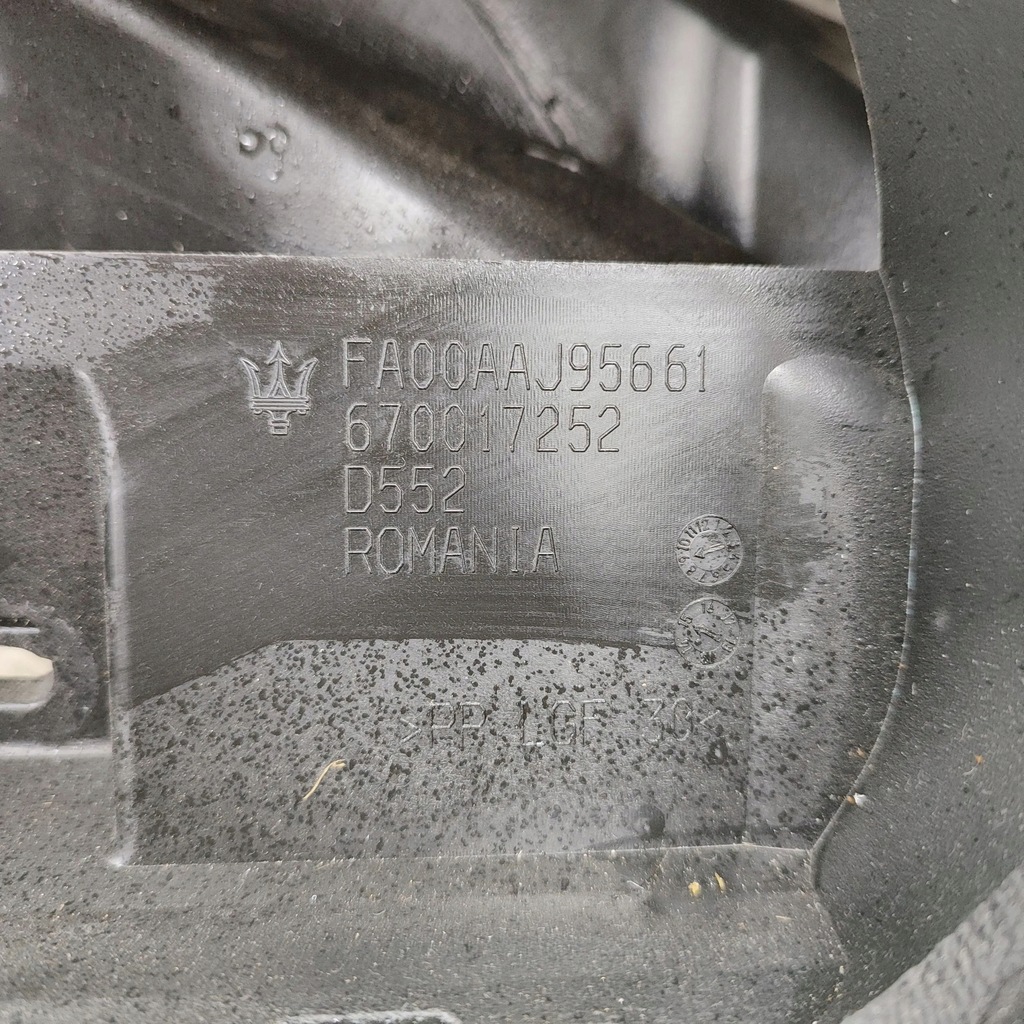 FA00AAJ95661
670017252
D552
ROMANIA
>PP LGF 30<